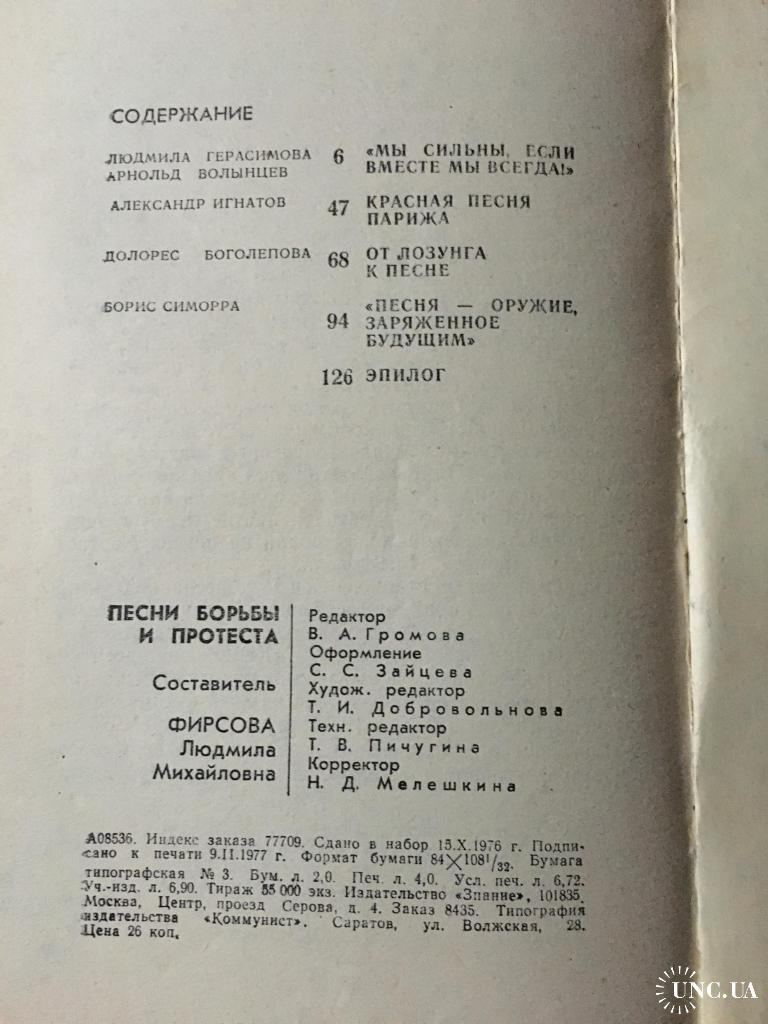 СОДЕРЖАНИЕ
ЛЮДМИЛА ГЕРАСИМОВА
АРНОЛЬД ВОЛЫНЦЕВ
6
«МЫ СИЛЬНЫ, ЕСЛИ
ВМЕСТЕ МЫ ВСЕГДА!»
АЛЕКСАНДР ИГНАТОВ
47
КРАСНАЯ ПЕСНЯ
ПАРИЖА
ДОЛОРЕС БОГОЛЕПОВА
68
ОТ ЛОЗУНГА
К ПЕСНЕ
БОРИС СИМОРРА
94
«ПЕСНЯ — ОРУЖИЕ,
ЗАРЯЖЕННОЕ
БУДУЩИМ»
126 ЭПИЛОГ
ПЕСНИ БОРЬБЫ
И ПРОТЕСТА
Составитель
ФИРСОВА
Людмила
Михайловна
Редактор
В. А. Громова
Оформление
С. С. Зайцева
Худож. редактор
Т. И. Добровольнова
Техн. редактор
Т. В. Пичугина
Корректор
Н. Д. Мелешкина
А08536. Индекс заказа 77709. Сдано в набор 15.X.1976 г. Подпи-
сано к печати 9.II.1977 г. Формат бумаги 84×108¹/₃₂. Бумага
типографская № 3. Бум. л. 2,0. Печ. л. 4,0. Усл. печ. л. 6,72.
Уч.-изд. л. 6,90. Тираж 55 000 экз. Издательство «Знание», 101835.
Москва, Центр, проезд Серова, д. 4. Заказ 8435. Типография
издательства «Коммунист». Саратов, ул. Волжская, 28.
Цена 26 коп.
UNC.UA